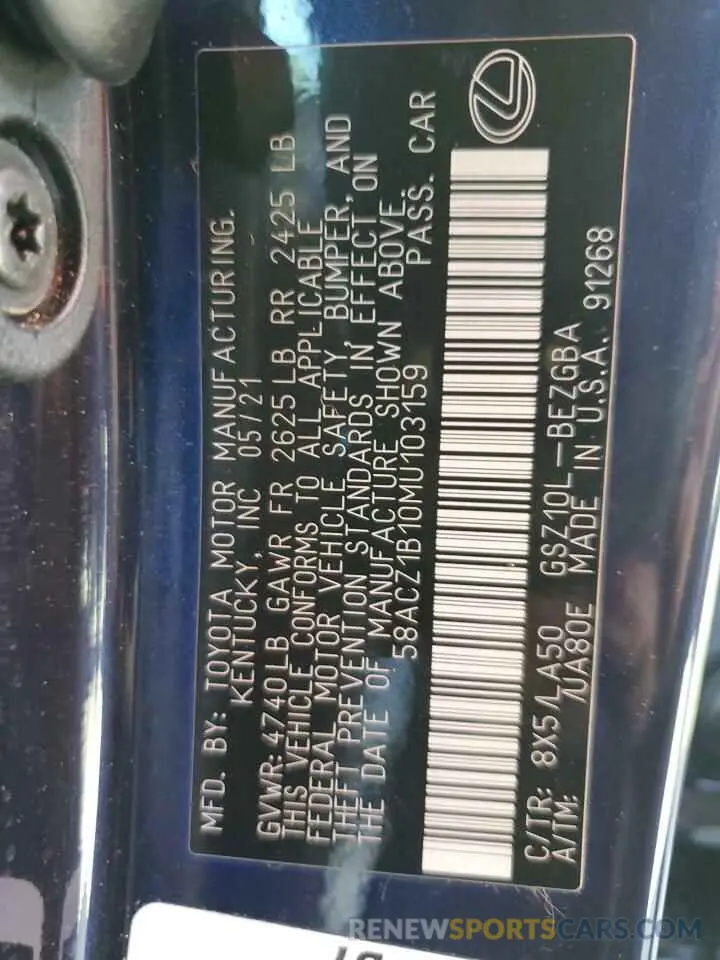 MFD. BY: TOYOTA MOTOR MANUFACTURING.
KENTUCKY, INC 05/21
GVWR: 4740LB GAWR FR 2625LB RR 2425 LB
THIS VEHICLE CONFORMS TO ALL APPLICABLE
FEDERAL MOTOR VEHICLE SAFETY, BUMPER, AND
THEFT PREVENTION STANDARDS IN EFFECT ON
THE DATE OF MANUFACTURE SHOWN ABOVE.
58ACZ1B10MU103159 PASS. CAR
C/TR: 8X5/LA50 GSZ10L-BEZGBA
A/TM: /UA80E MADE IN U.S.A. 91268
RENEWSPORTSCARS.COM